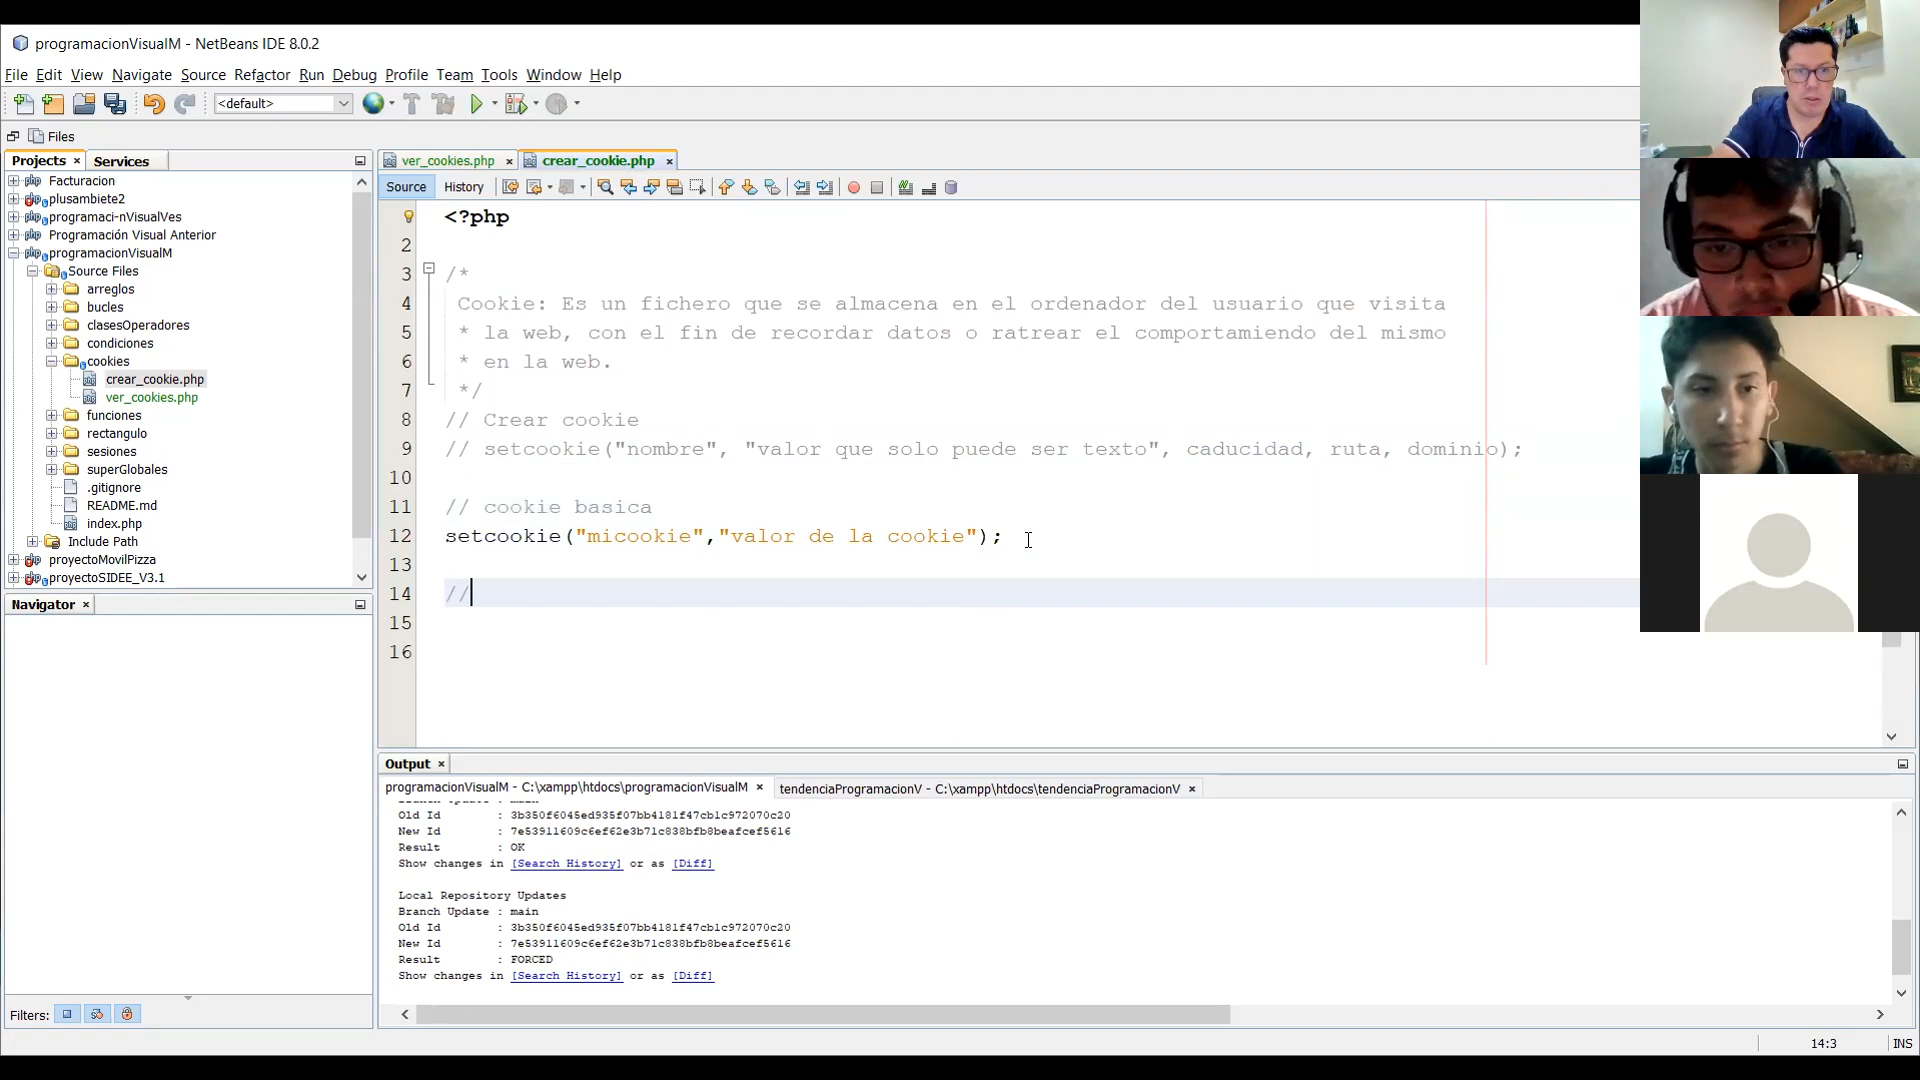 programacionVisualM - NetBeans IDE 8.0.2
File Edit View Navigate Source Refactor Run Debug Profile Team Tools Window Help
<default>
Files
Projects × Services
Facturacion
plusambiete2
programaci-nVisualVes
Programación Visual Anterior
programacionVisualM
Source Files
arreglos
bucles
clasesOperadores
condiciones
cookies
crear_cookie.php
ver_cookies.php
funciones
rectangulo
sesiones
superGlobales
.gitignore
README.md
index.php
Include Path
proyectoMovilPizza
proyectoSIDEE_V3.1
Navigator ×
Filters:
ver_cookies.php × crear_cookie.php ×
Source History
<?php
2
3 /*
4 Cookie: Es un fichero que se almacena en el ordenador del usuario que visita
5 * la web, con el fin de recordar datos o ratrear el comportamiendo del mismo
6 * en la web.
7 */
8 // Crear cookie
9 // setcookie("nombre", "valor que solo puede ser texto", caducidad, ruta, dominio);
10
11 // cookie basica
12 setcookie("micookie","valor de la cookie");
13
14 //
15
16
Output ×
programacionVisualM - C:\xampp\htdocs\programacionVisualM × tendenciaProgramacionV - C:\xampp\htdocs\tendenciaProgramacionV ×
Branch Update : main
Old Id : 3b350f6045ed935f07bb4181f47cb1c972070c20
New Id : 7e53911609c6ef62e3b71c838bfb8beafcef5616
Result : OK
Show changes in [Search History] or as [Diff]
Local Repository Updates
Branch Update : main
Old Id : 3b350f6045ed935f07bb4181f47cb1c972070c20
New Id : 7e53911609c6ef62e3b71c838bfb8beafcef5616
Result : FORCED
Show changes in [Search History] or as [Diff]
14:3 INS